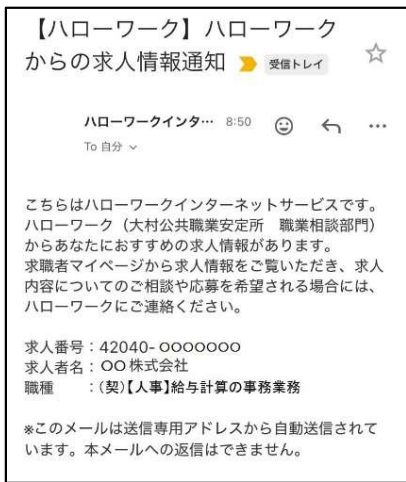 【ハローワーク】ハローワーク
からの求人情報通知 受信トレイ
ハローワークインタ… 8:50
To 自分
こちらはハローワークインターネットサービスです。
ハローワーク（大村公共職業安定所　職業相談部門）
からあなたにおすすめの求人情報があります。
求職者マイページから求人情報をご覧いただき、求人
内容についてのご相談や応募を希望される場合には、
ハローワークにご連絡ください。
求人番号：42040-○○○○○○○
求人者名：○○株式会社
職種　　：(契)【人事】給与計算の事務業務
※このメールは送信専用アドレスから自動送信されて
います。本メールへの返信はできません。